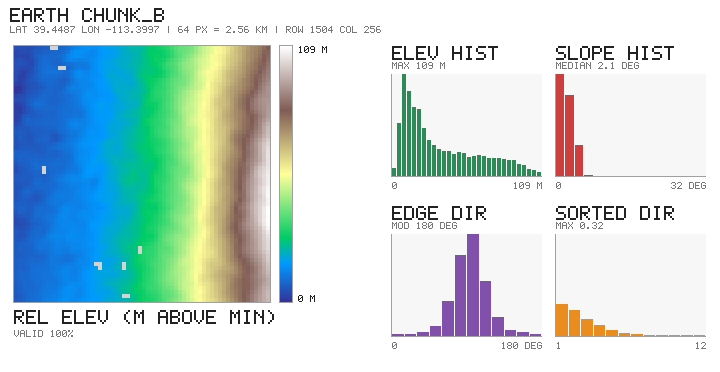 EARTH CHUNK_B
LAT 39.4487 LON -113.3997 | 64 PX = 2.56 KM | ROW 1504 COL 256
109 M
0 M
REL ELEV (M ABOVE MIN)
VALID 100%
ELEV HIST
MAX 109 M
0 109 M
SLOPE HIST
MEDIAN 2.1 DEG
0 32 DEG
EDGE DIR
MOD 180 DEG
0 180 DEG
SORTED DIR
MAX 0.32
1 12